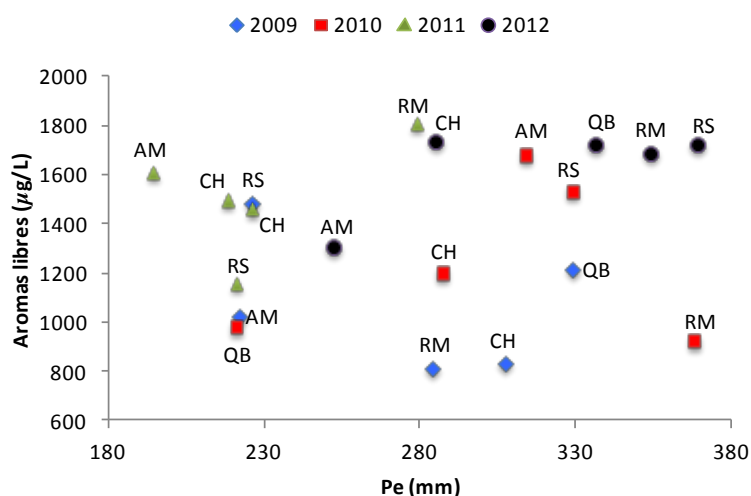 2009 2010 2011 2012
2000
1800
1600
1400
1200
1000
800
600
180 230 280 330 380
Aromas libres (µg/L)
Pe (mm)
RM
CH
AM
QB
RM
RS
AM
CH
RS
RS
CH
AM
CH
RS
QB
AM
QB
RM
CH
RM